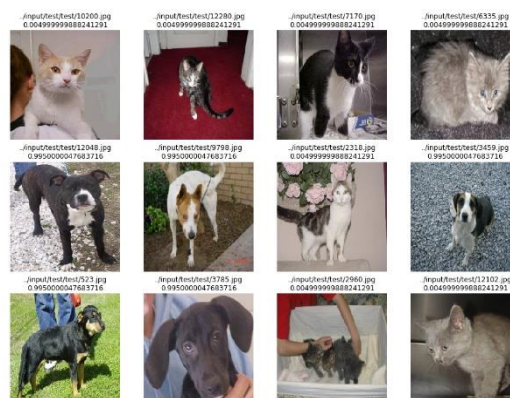 ../input/test/test/10200.jpg
0.004999999888241291
../input/test/test/12280.jpg
0.004999999888241291
../input/test/test/7170.jpg
0.004999999888241291
../input/test/test/6335.jpg
0.004999999888241291
../input/test/test/12048.jpg
0.9950000047683716
../input/test/test/9798.jpg
0.9950000047683716
../input/test/test/2318.jpg
0.004999999888241291
../input/test/test/3459.jpg
0.9950000047683716
../input/test/test/523.jpg
0.9950000047683716
../input/test/test/3785.jpg
0.9950000047683716
../input/test/test/2960.jpg
0.004999999888241291
../input/test/test/12102.jpg
0.004999999888241291